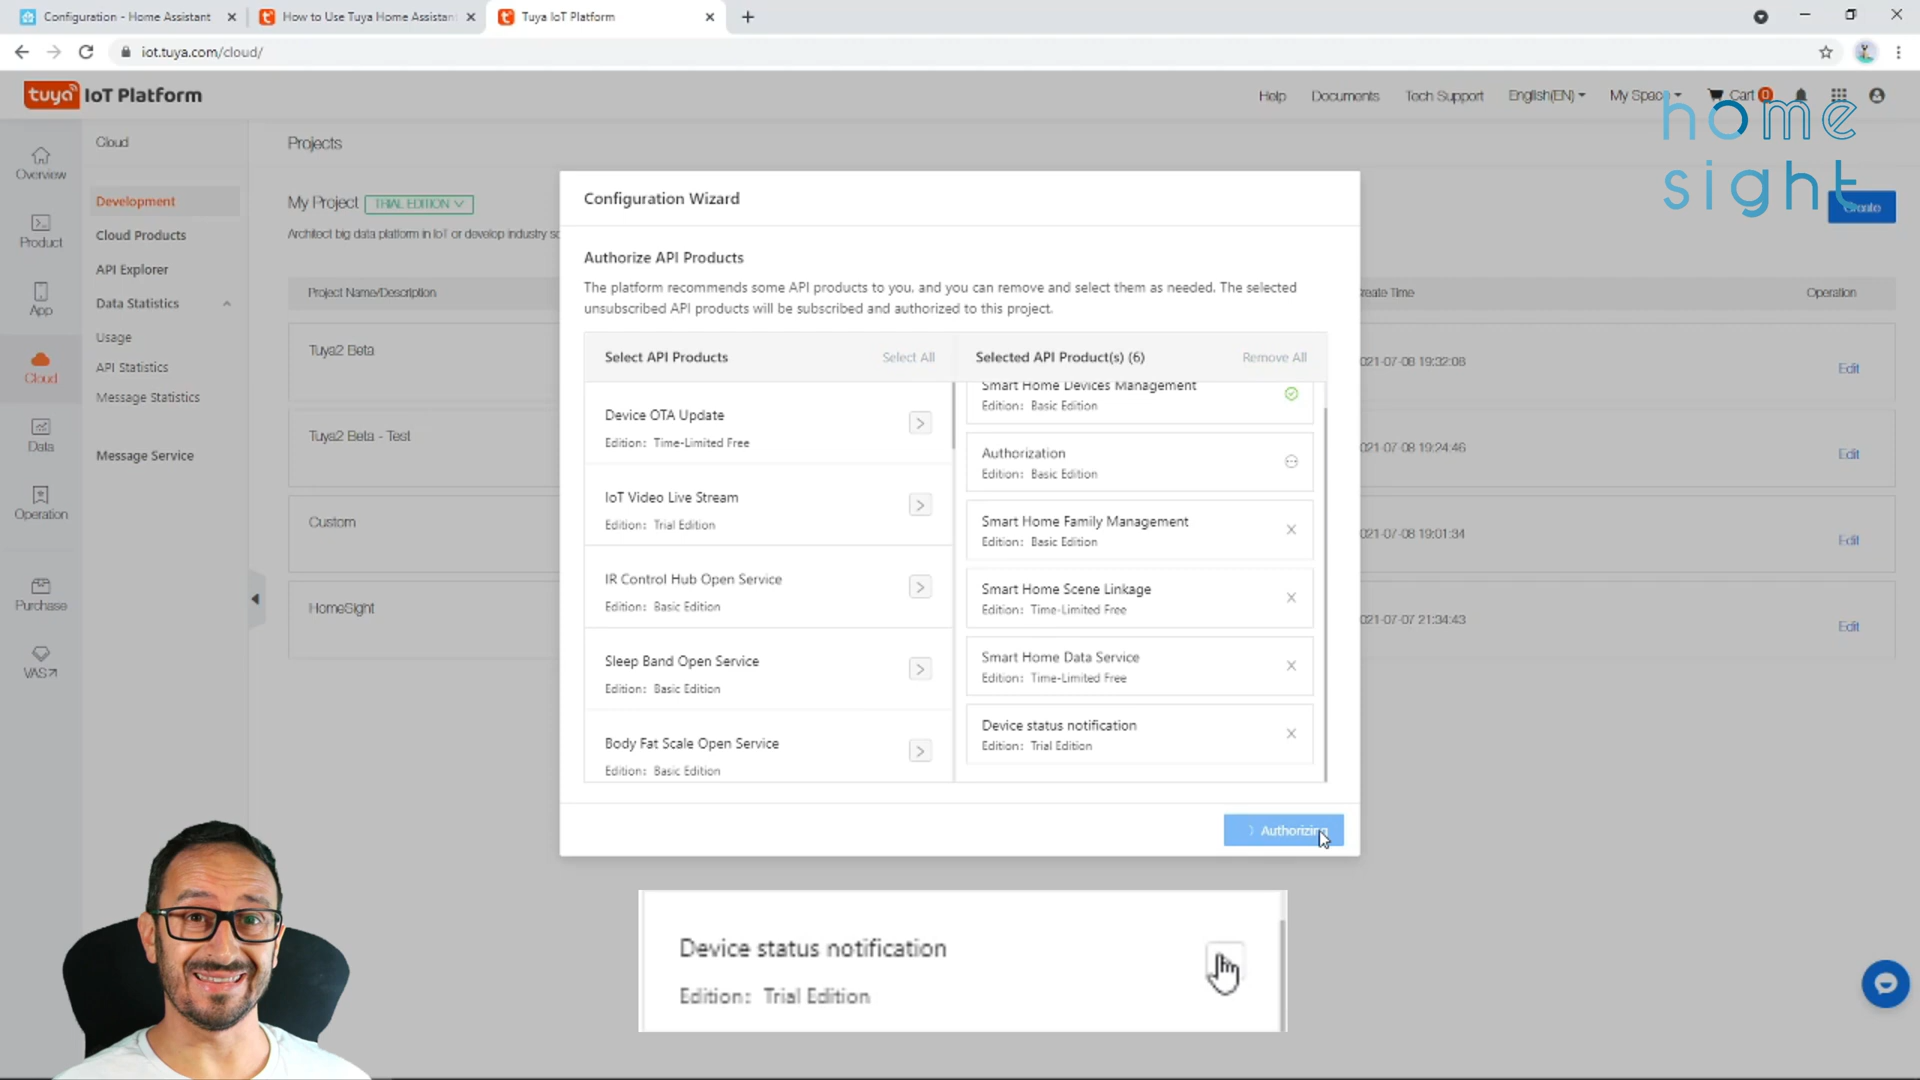 Configuration - Home Assistant
How to Use Tuya Home Assistant
Tuya IoT Platform
iot.tuya.com/cloud/
tuya IoT Platform
Help
Documents
Tech Support
English(EN)
My Space
Cart 0
home
sight
Create
Overview
Product
App
Cloud
Data
Operation
Purchase
VAS
Cloud
Development
Cloud Products
API Explorer
Data Statistics
Usage
API Statistics
Message Statistics
Message Service
Projects
My Project TRIAL EDITION
Architect big data platform in IoT or develop industry
Project Name/Description
Create Time
Operation
Tuya2 Beta
021-07-08 19:32:08
Edit
Tuya2 Beta - Test
021-07-08 19:24:46
Edit
Custom
021-07-08 19:01:34
Edit
HomeSight
021-07-07 21:34:43
Edit
Configuration Wizard
Authorize API Products
The platform recommends some API products to you, and you can remove and select them as needed. The selected
unsubscribed API products will be subscribed and authorized to this project.
Select API Products
Select All
Device OTA Update
Edition: Time-Limited Free
IoT Video Live Stream
Edition: Trial Edition
IR Control Hub Open Service
Edition: Basic Edition
Sleep Band Open Service
Edition: Basic Edition
Body Fat Scale Open Service
Edition: Basic Edition
Selected API Product(s) (6)
Remove All
Smart Home Devices Management
Edition: Basic Edition
Authorization
Edition: Basic Edition
Smart Home Family Management
Edition: Basic Edition
Smart Home Scene Linkage
Edition: Time-Limited Free
Smart Home Data Service
Edition: Time-Limited Free
Device status notification
Edition: Trial Edition
Authorizing
Device status notification
Edition: Trial Edition